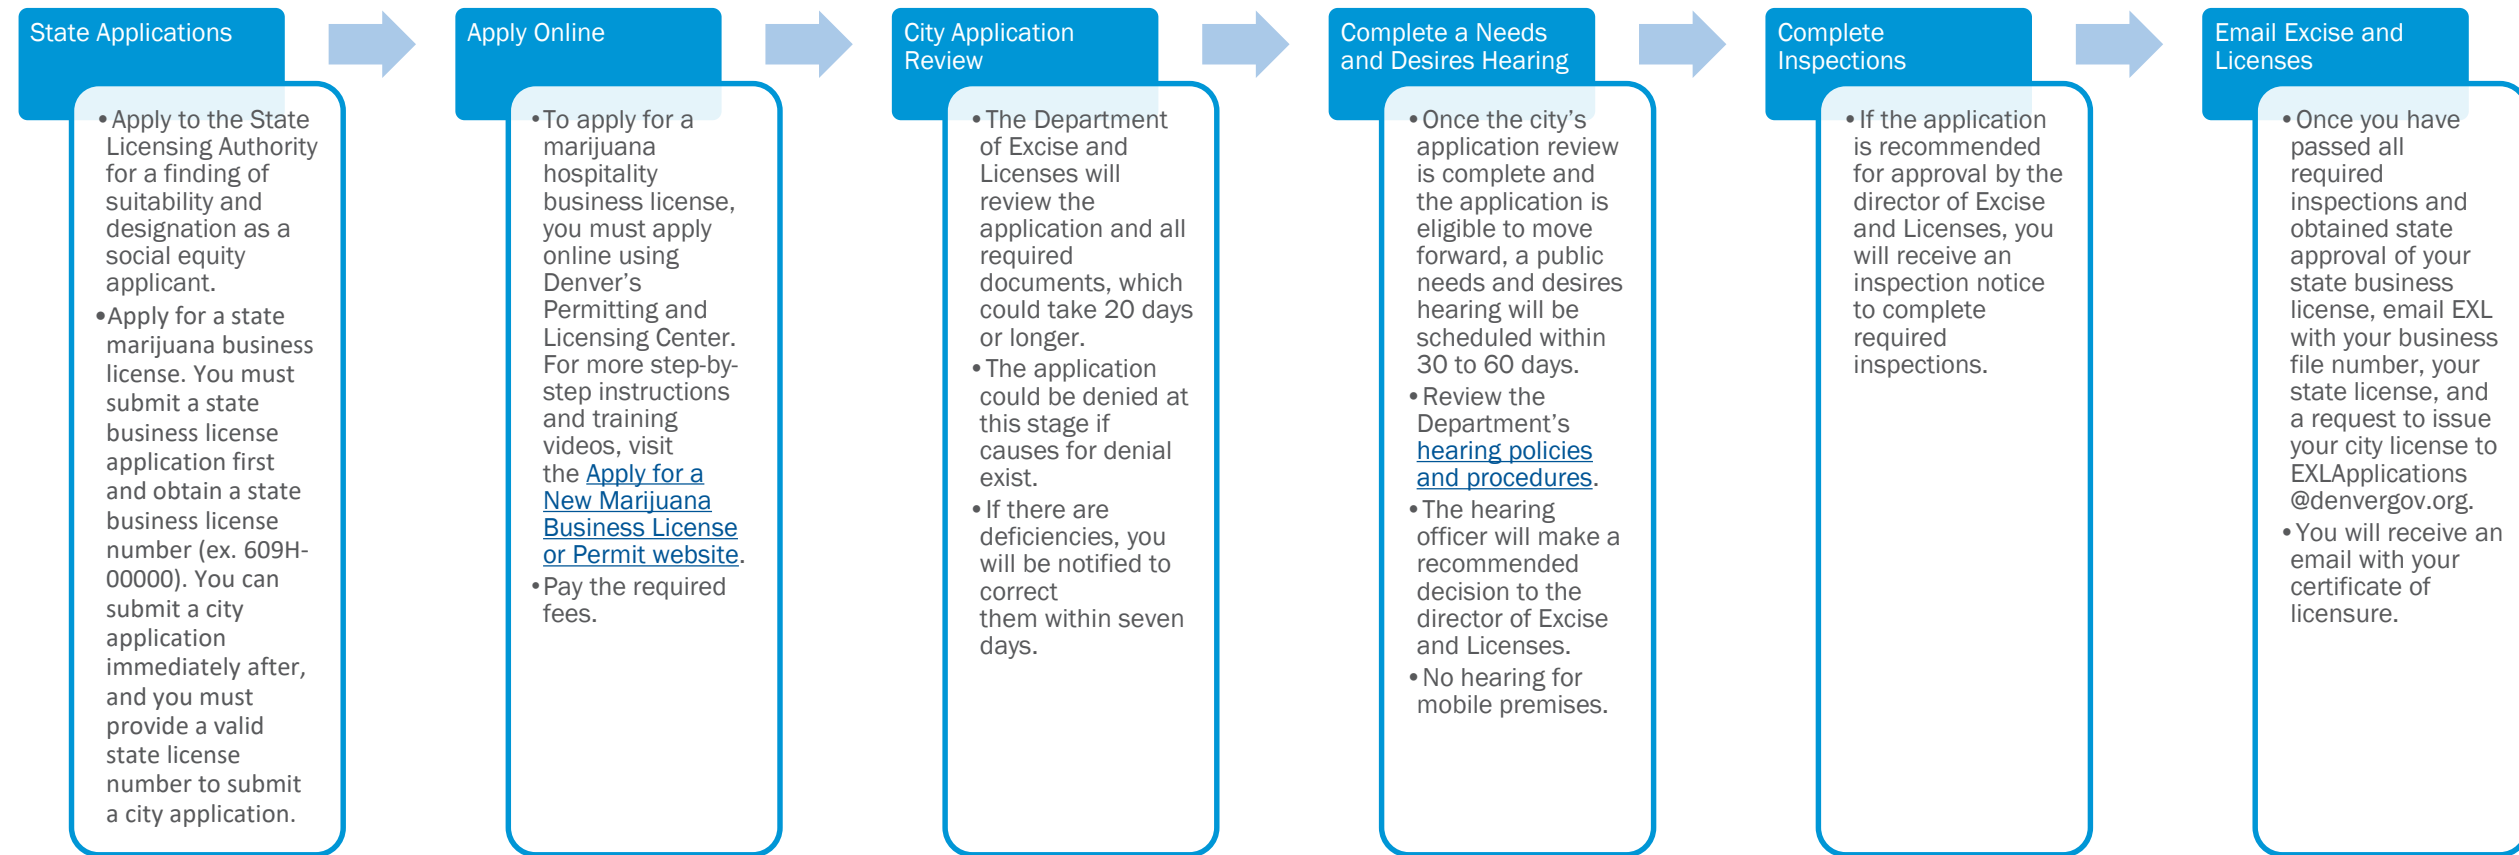 State Applications
•Apply to the State
Licensing Authority
for a finding of
suitability and
designation as a
social equity
applicant.
•Apply for a state
marijuana business
license. You must
submit a state
business license
application first
and obtain a state
business license
number (ex. 609H-
00000). You can
submit a city
application
immediately after,
and you must
provide a valid
state license
number to submit
a city application.
Apply Online
•To apply for a
marijuana
hospitality
business license,
you must apply
online using
Denver’s
Permitting and
Licensing Center.
For more step-by-
step instructions
and training
videos, visit
the Apply for a
New Marijuana
Business License
or Permit website.
•Pay the required
fees.
City Application
Review
•The Department
of Excise and
Licenses will
review the
application and all
required
documents, which
could take 20 days
or longer.
•The application
could be denied at
this stage if
causes for denial
exist.
•If there are
deficiencies, you
will be notified to
correct
them within seven
days.
Complete a Needs
and Desires Hearing
•Once the city’s
application review
is complete and
the application is
eligible to move
forward, a public
needs and desires
hearing will be
scheduled within
30 to 60 days.
•Review the
Department’s
hearing policies
and procedures.
•The hearing
officer will make a
recommended
decision to the
director of Excise
and Licenses.
•No hearing for
mobile premises.
Complete
Inspections
•If the application
is recommended
for approval by the
director of Excise
and Licenses, you
will receive an
inspection notice
to complete
required
inspections.
Email Excise and
Licenses
•Once you have
passed all
required
inspections and
obtained state
approval of your
state business
license, email EXL
with your business
file number, your
state license, and
a request to issue
your city license to
EXLApplications
@denvergov.org.
•You will receive an
email with your
certificate of
licensure.